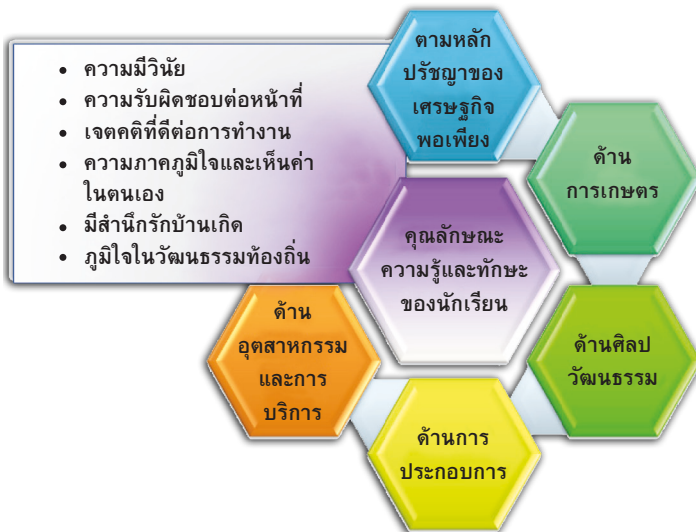 • ความมีวินัย
• ความรับผิดชอบต่อหน้าที่
• เจตคติที่ดีต่อการทำงาน
• ความภาคภูมิใจและเห็นค่า
ในตนเอง
• มีสำนึกรักบ้านเกิด
• ภูมิใจในวัฒนธรรมท้องถิ่น
ตามหลัก
ปรัชญาของ
เศรษฐกิจ
พอเพียง
ด้าน
การเกษตร
คุณลักษณะ
ความรู้และทักษะ
ของนักเรียน
ด้าน
อุตสาหกรรม
และการ
บริการ
ด้านศิลป
วัฒนธรรม
ด้านการ
ประกอบการ